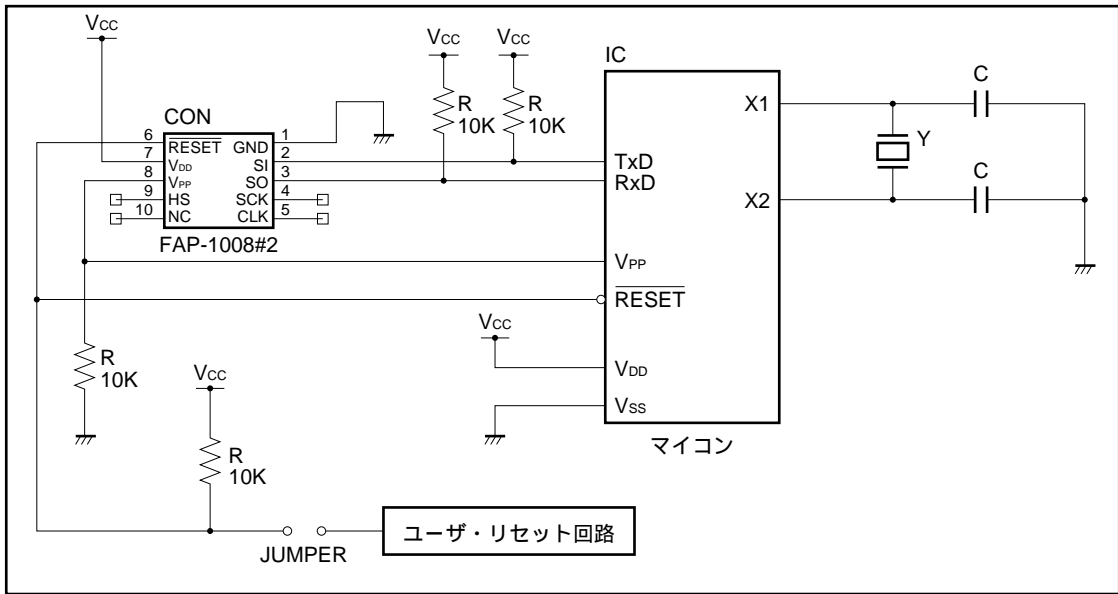 VCC
VCC
VCC
IC
CON
R
10K
R
10K
X1
C
6
RESET
GND
1
7
VDD
SI
2
8
VPP
SO
3
9
HS
SCK
4
10
NC
CLK
5
FAP-1008#2
TxD
RxD
Y
X2
C
VPP
RESET
VCC
VDD
VSS
マイコン
R
10K
VCC
R
10K
JUMPER
ユーザ・リセット回路